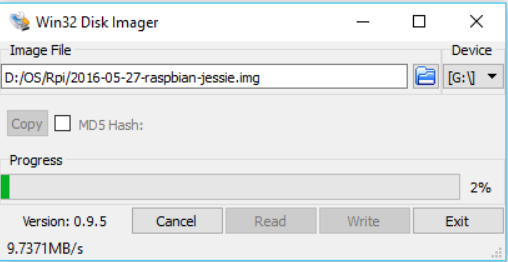 Win32 Disk Imager
Image File
Device
D:/OS/Rpi/2016-05-27-raspbian-jessie.img
[G:\]
Copy
MD5 Hash:
Progress
2%
Version: 0.9.5
Cancel
Read
Write
Exit
9.7371MB/s